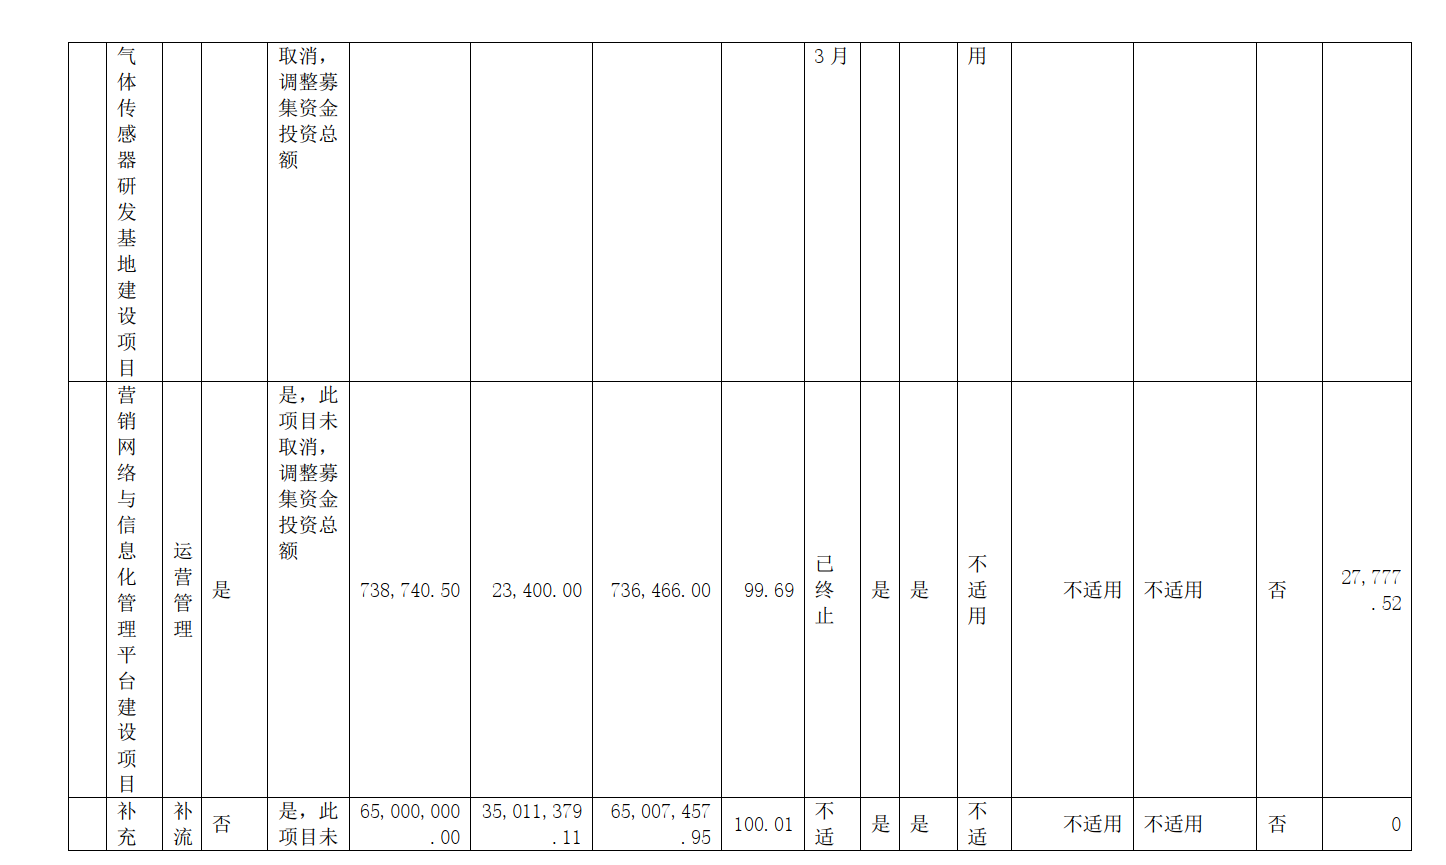 气
体
传
感
器
研
发
基
地
建
设
项
目
取消，
调整募
集资金
投资总
额
3 月
用
营
销
网
络
与
信
息
化
管
理
平
台
建
设
项
目
运
营
管
理
是
是，此
项目未
取消，
调整募
集资金
投资总
额
738,740.50
23,400.00
736,466.00
99.69
已
终
止
是
是
不
适
用
不适用
不适用
否
27,777
.52
补
充
补
流
否
是，此
项目未
65,000,000
.00
35,011,379
.11
65,007,457
.95
100.01
不
适
是
是
不
适
不适用
不适用
否
0